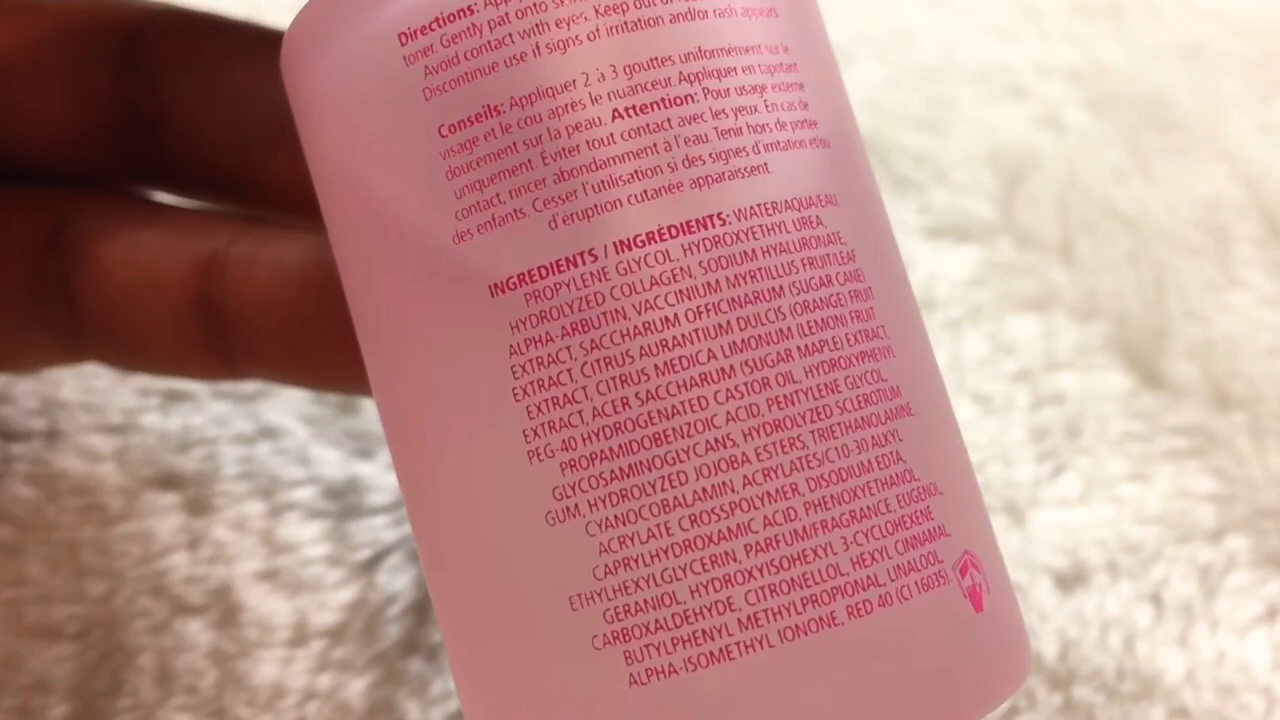 Directions:
toner. Gently pat onto
Avoid contact with eyes. Keep out of
Discontinue use if signs of irritation and/or rash appears
Conseils: Appliquer 2 à 3 gouttes uniformément sur le
visage et le cou après le nuanceur. Appliquer en tapotant
doucement sur la peau. Attention: Pour usage externe
uniquement. Éviter tout contact avec les yeux. En cas de
contact, rincer abondamment à l'eau. Tenir hors de portée
des enfants. Cesser l'utilisation si des signes d'irritation et/ou
d'éruption cutanée apparaissent.
INGREDIENTS / INGRÉDIENTS: WATER/AQUA/EAU,
PROPYLENE GLYCOL, HYDROXYETHYL UREA,
HYDROLYZED COLLAGEN, SODIUM HYALURONATE,
ALPHA-ARBUTIN, VACCINIUM MYRTILLUS FRUIT/LEAF
EXTRACT, SACCHARUM OFFICINARUM (SUGAR CANE)
EXTRACT, CITRUS AURANTIUM DULCIS (ORANGE) FRUIT
EXTRACT, CITRUS MEDICA LIMONUM (LEMON) FRUIT
EXTRACT, ACER SACCHARUM (SUGAR MAPLE) EXTRACT,
PEG-40 HYDROGENATED CASTOR OIL, HYDROXYPHENYL
PROPAMIDOBENZOIC ACID, PENTYLENE GLYCOL,
GLYCOSAMINOGLYCANS, HYDROLYZED SCLEROTIUM
GUM, HYDROLYZED JOJOBA ESTERS, TRIETHANOLAMINE,
CYANOCOBALAMIN, ACRYLATES/C10-30 ALKYL
ACRYLATE CROSSPOLYMER, DISODIUM EDTA,
CAPRYLHYDROXAMIC ACID, PHENOXYETHANOL,
ETHYLHEXYLGLYCERIN, PARFUM/FRAGRANCE, EUGENOL,
GERANIOL, HYDROXYISOHEXYL 3-CYCLOHEXENE
CARBOXALDEHYDE, CITRONELLOL, HEXYL CINNAMAL,
BUTYLPHENYL METHYLPROPIONAL, LINALOOL,
ALPHA-ISOMETHYL IONONE, RED 40 (CI 16035).